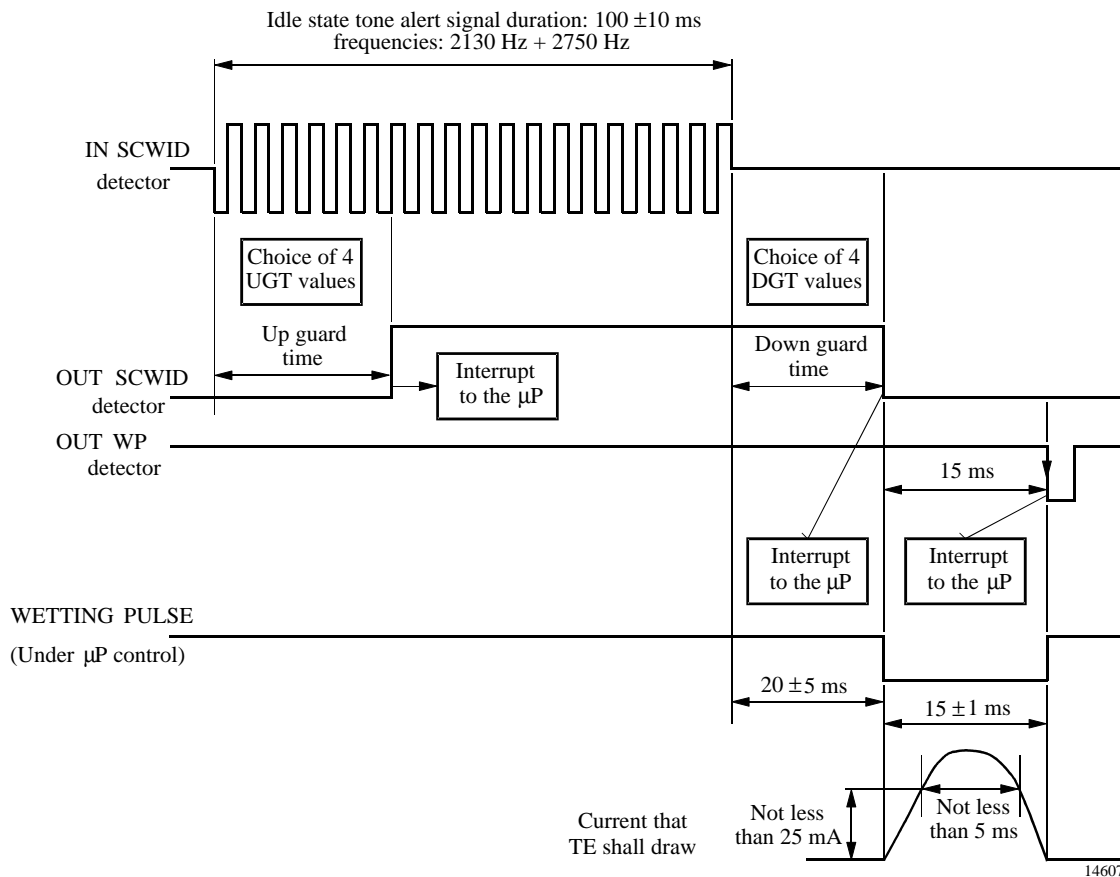 Idle state tone alert signal duration: 100 ±10 ms
frequencies: 2130 Hz + 2750 Hz
IN SCWID
detector
Choice of 4
UGT values
Choice of 4
DGT values
Up guard
time
Down guard
time
OUT SCWID
detector
Interrupt
to the µP
OUT WP
detector
15 ms
Interrupt
to the µP
Interrupt
to the µP
WETTING PULSE
(Under µP control)
20 ±5 ms
15 ±1 ms
Current that
TE shall draw
Not less
than 25 mA
Not less
than 5 ms
14607